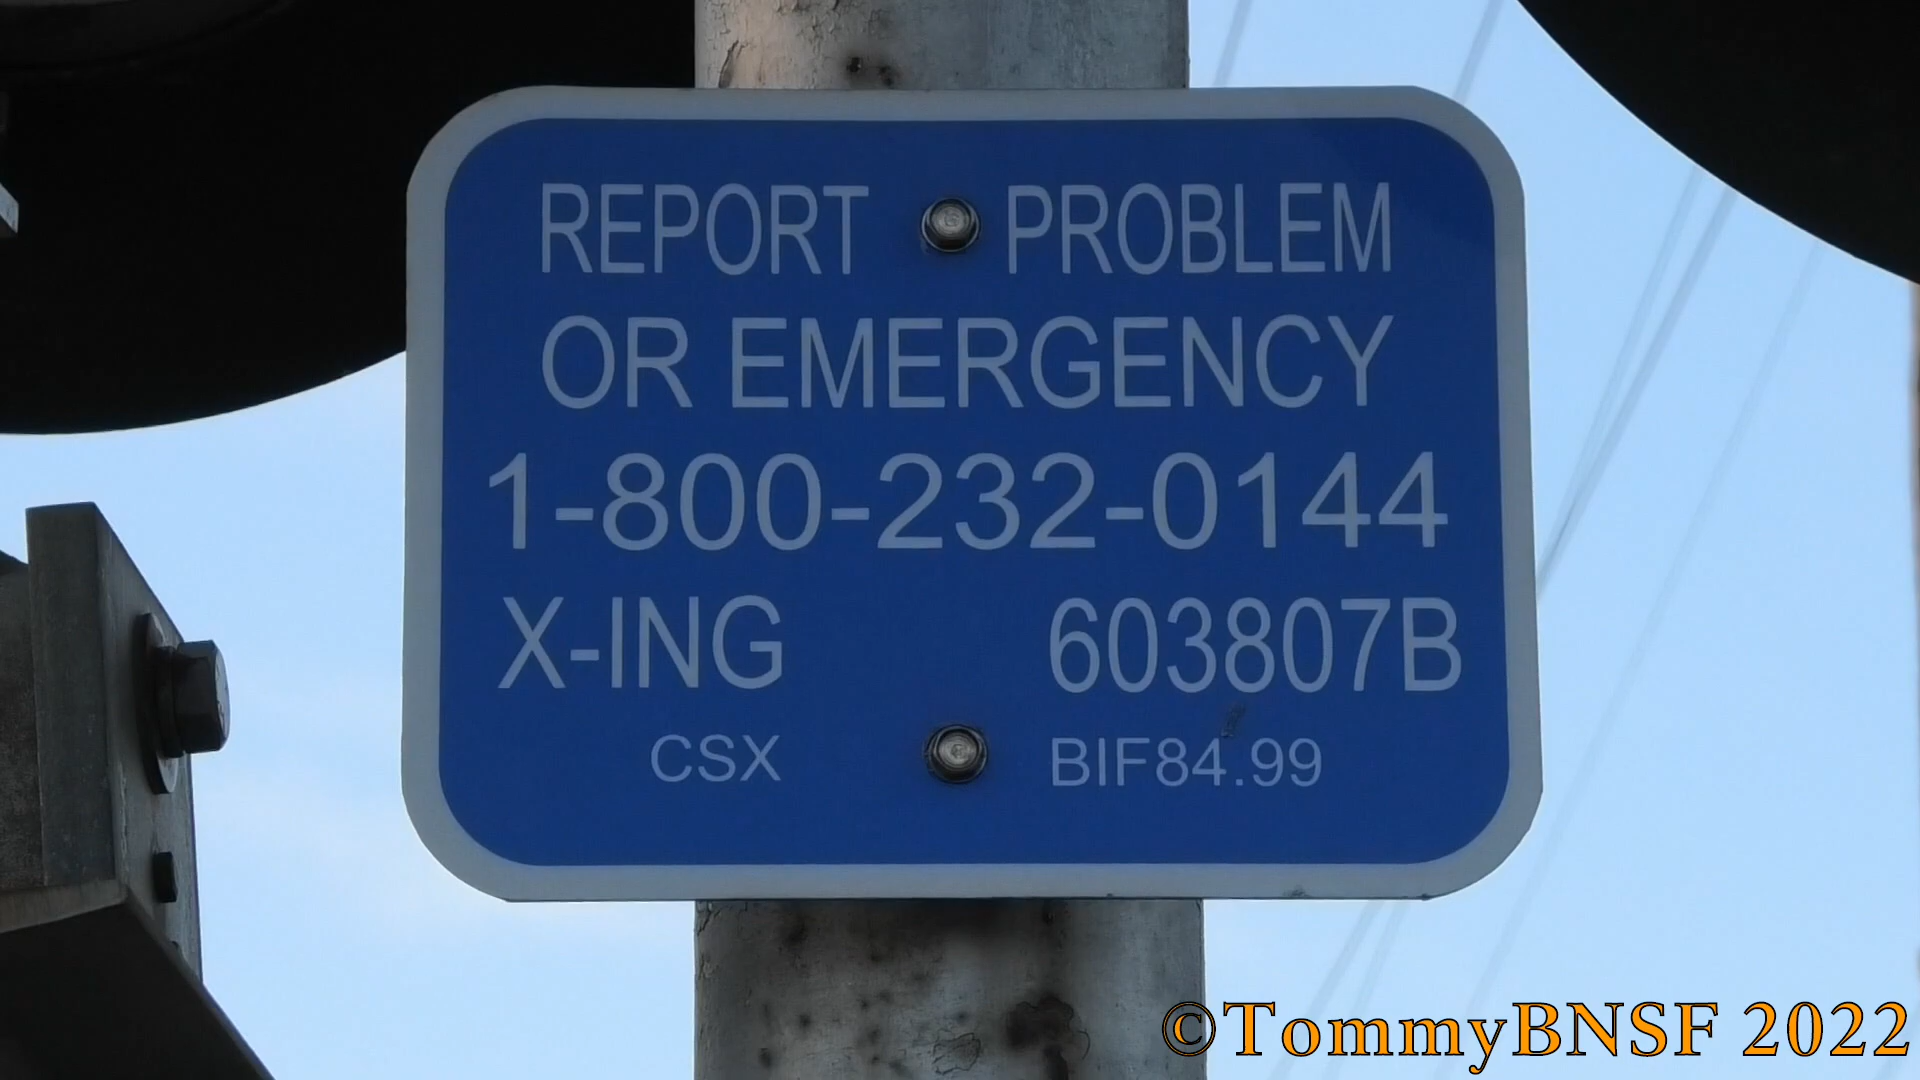 REPORT PROBLEM
OR EMERGENCY
1-800-232-0144
X-ING 603807B
CSX BIF84.99
©TommyBNSF 2022